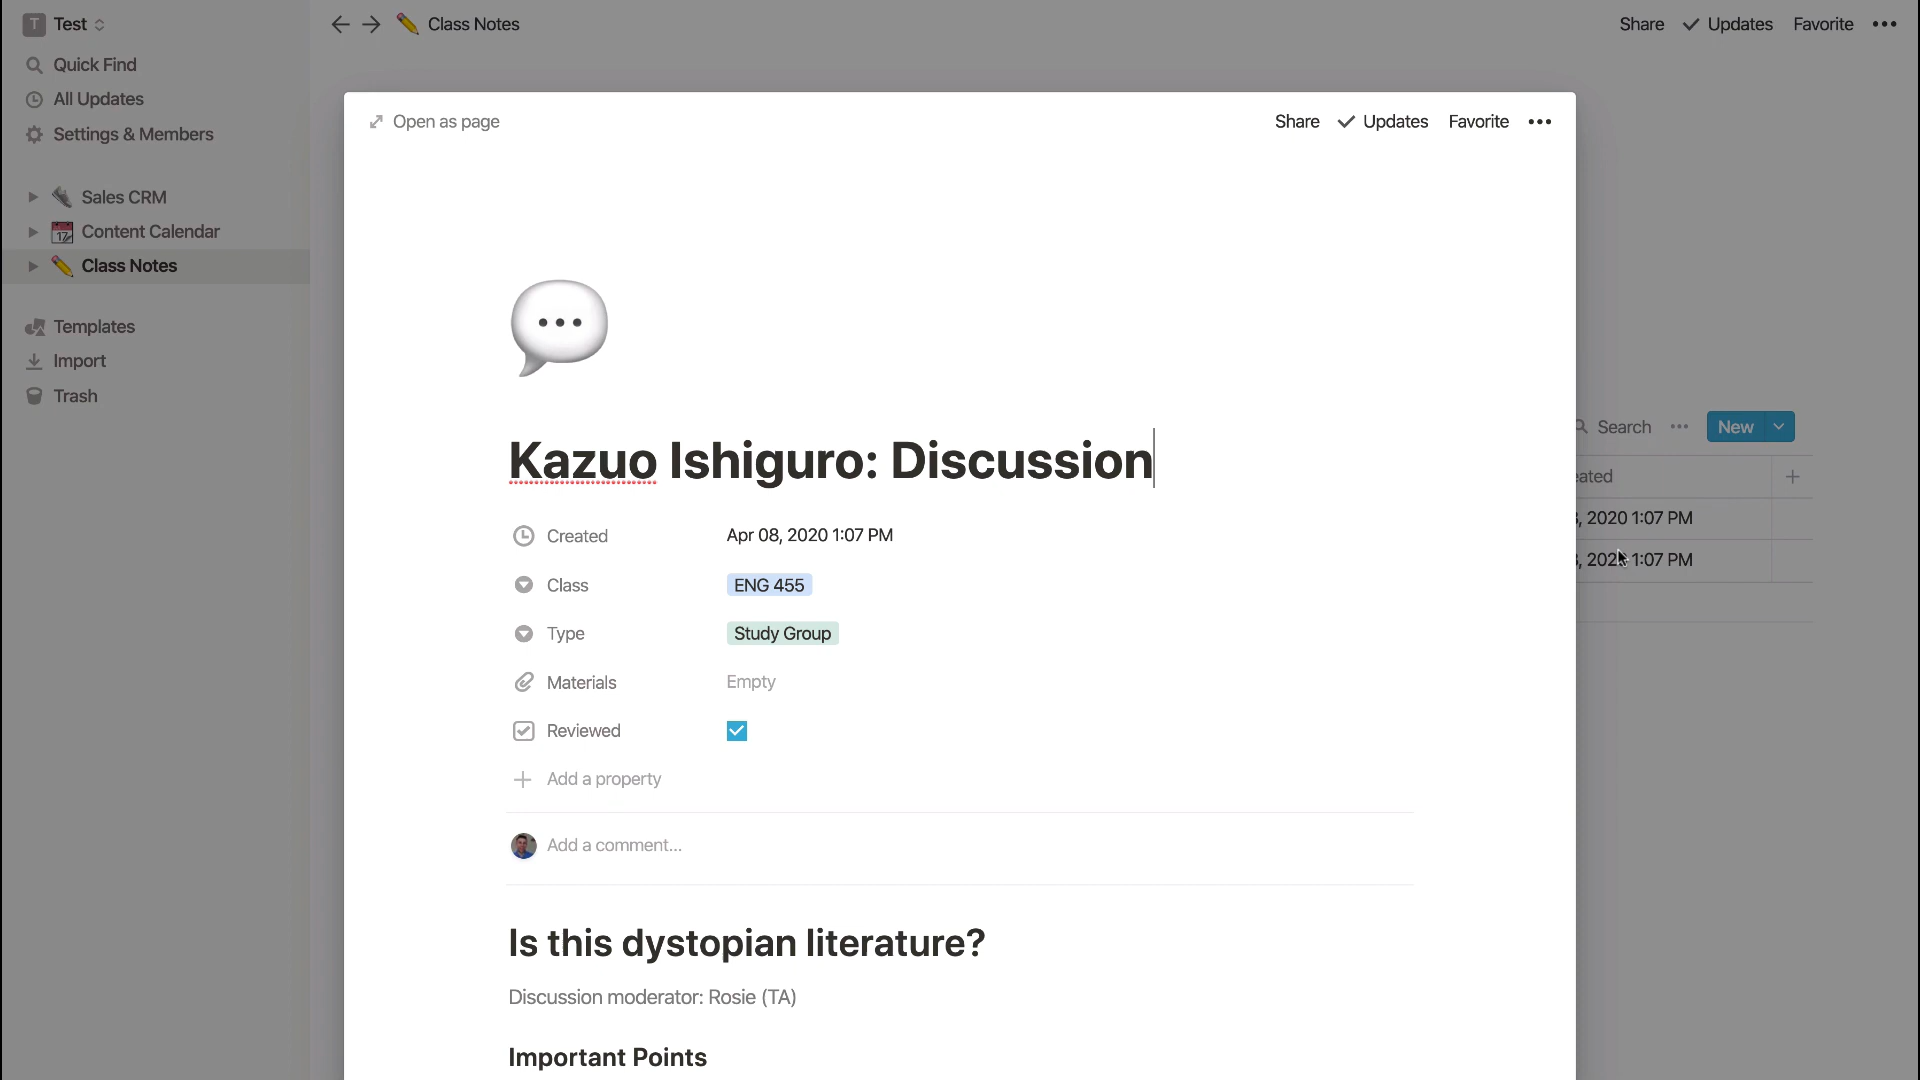 T Test
Quick Find
All Updates
Settings & Members
Sales CRM
17 Content Calendar
Class Notes
Templates
Import
Trash
Class Notes
Share Updates Favorite
Open as page
Share Updates Favorite
Kazuo Ishiguro: Discussion
Created Apr 08, 2020 1:07 PM
Class ENG 455
Type Study Group
Materials Empty
Reviewed
Add a property
Add a comment...
Is this dystopian literature?
Discussion moderator: Rosie (TA)
Important Points
Search New
eated
, 2020 1:07 PM
, 2020 1:07 PM